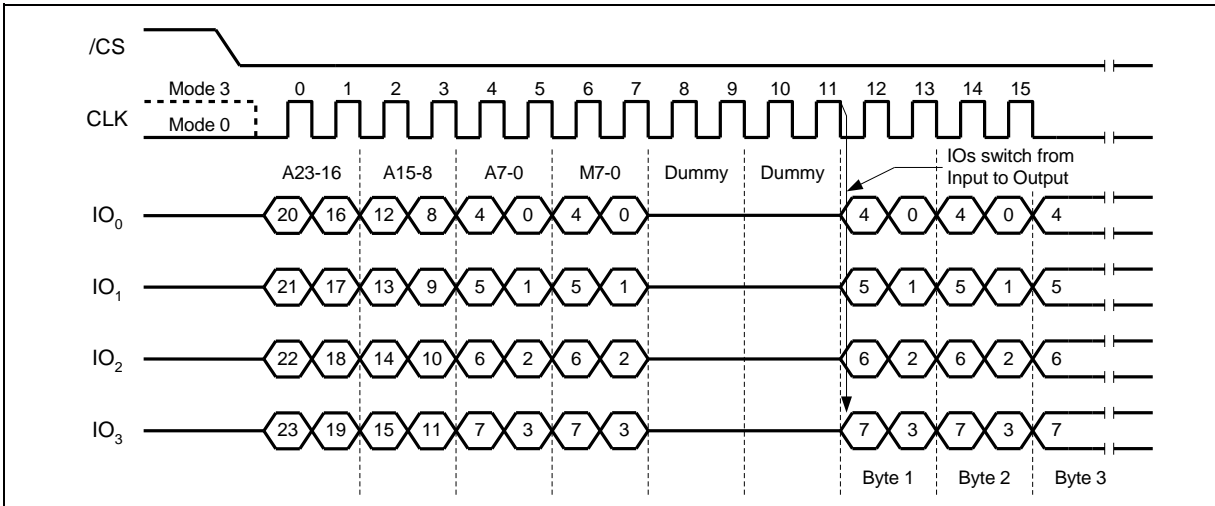 /CS
Mode 3 0 1 2 3 4 5 6 7 8 9 10 11 12 13 14 15
CLK
Mode 0
IOs switch from
Input to Output
A23-16 A15-8 A7-0 M7-0 Dummy Dummy
IO0 20 16 12 8 4 0 4 0 4 0 4 0 4
IO1 21 17 13 9 5 1 5 1 5 1 5 1 5
IO2 22 18 14 10 6 2 6 2 6 2 6 2 6
IO3 23 19 15 11 7 3 7 3 7 3 7 3 7
Byte 1 Byte 2 Byte 3